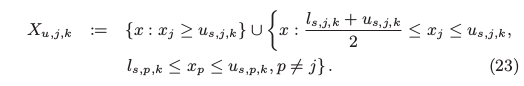 X_{u,j,k} := {x : x_j ≥ u_{s,j,k}} ∪ {x : (l_{s,j,k} + u_{s,j,k})/2 ≤ x_j ≤ u_{s,j,k},
l_{s,p,k} ≤ x_p ≤ u_{s,p,k}, p ≠ j}. (23)